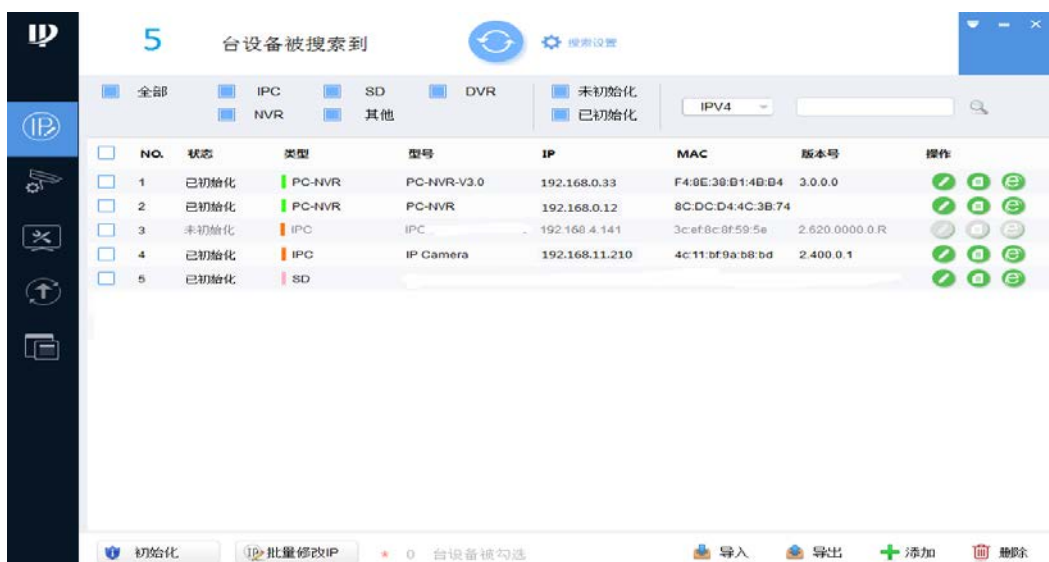 IP
5 台设备被搜索到 搜索设置
全部 IPC SD DVR 未初始化
NVR 其他 已初始化 IPV4
NO. 状态 类型 型号 IP MAC 版本号 操作
1 已初始化 PC-NVR PC-NVR-V3.0 192.168.0.33 F4:8E:38:B1:4B:B4 3.0.0.0
2 已初始化 PC-NVR PC-NVR 192.168.0.12 8C:DC:D4:4C:3B:74
3 未初始化 IPC IPC 192.168.4.141 3c:ef:8c:8f:59:5e 2.620.0000.0.R
4 已初始化 IPC IP Camera 192.168.11.210 4c:11:bf:9a:b8:bd 2.400.0.1
5 已初始化 SD
初始化 IP 批量修改IP * 0 台设备被勾选 导入 导出 添加 删除